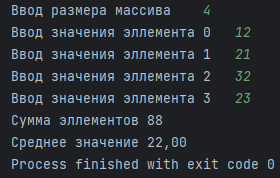 Ввод размера массива 4
Ввод значения эллемента 0 12
Ввод значения эллемента 1 21
Ввод значения эллемента 2 32
Ввод значения эллемента 3 23
Сумма эллементов 88
Среднее значение 22,00
Process finished with exit code 0